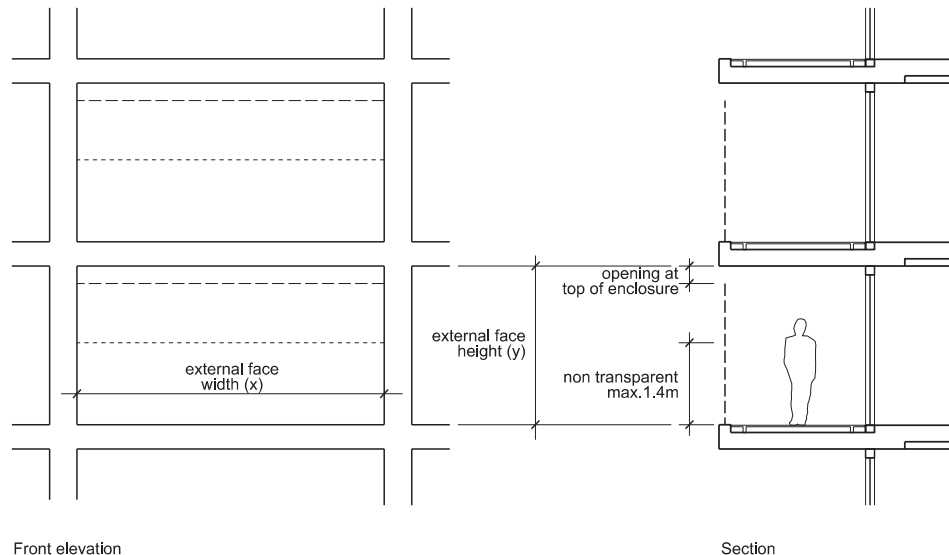 opening at
top of enclosure
external face
height (y)
external face
width (x)
non transparent
max.1.4m
Front elevation
Section